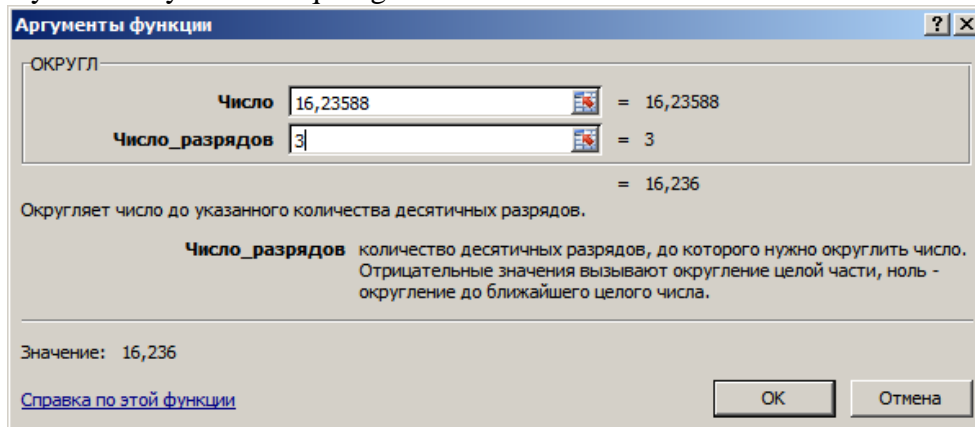 Аргументы функции
ОКРУГЛ
Число 16,23588 = 16,23588
Число_разрядов 3 = 3
= 16,236
Округляет число до указанного количества десятичных разрядов.
Число_разрядов количество десятичных разрядов, до которого нужно округлить число.
Отрицательные значения вызывают округление целой части, ноль -
округление до ближайшего целого числа.
Значение: 16,236
Справка по этой функции
ОК
Отмена